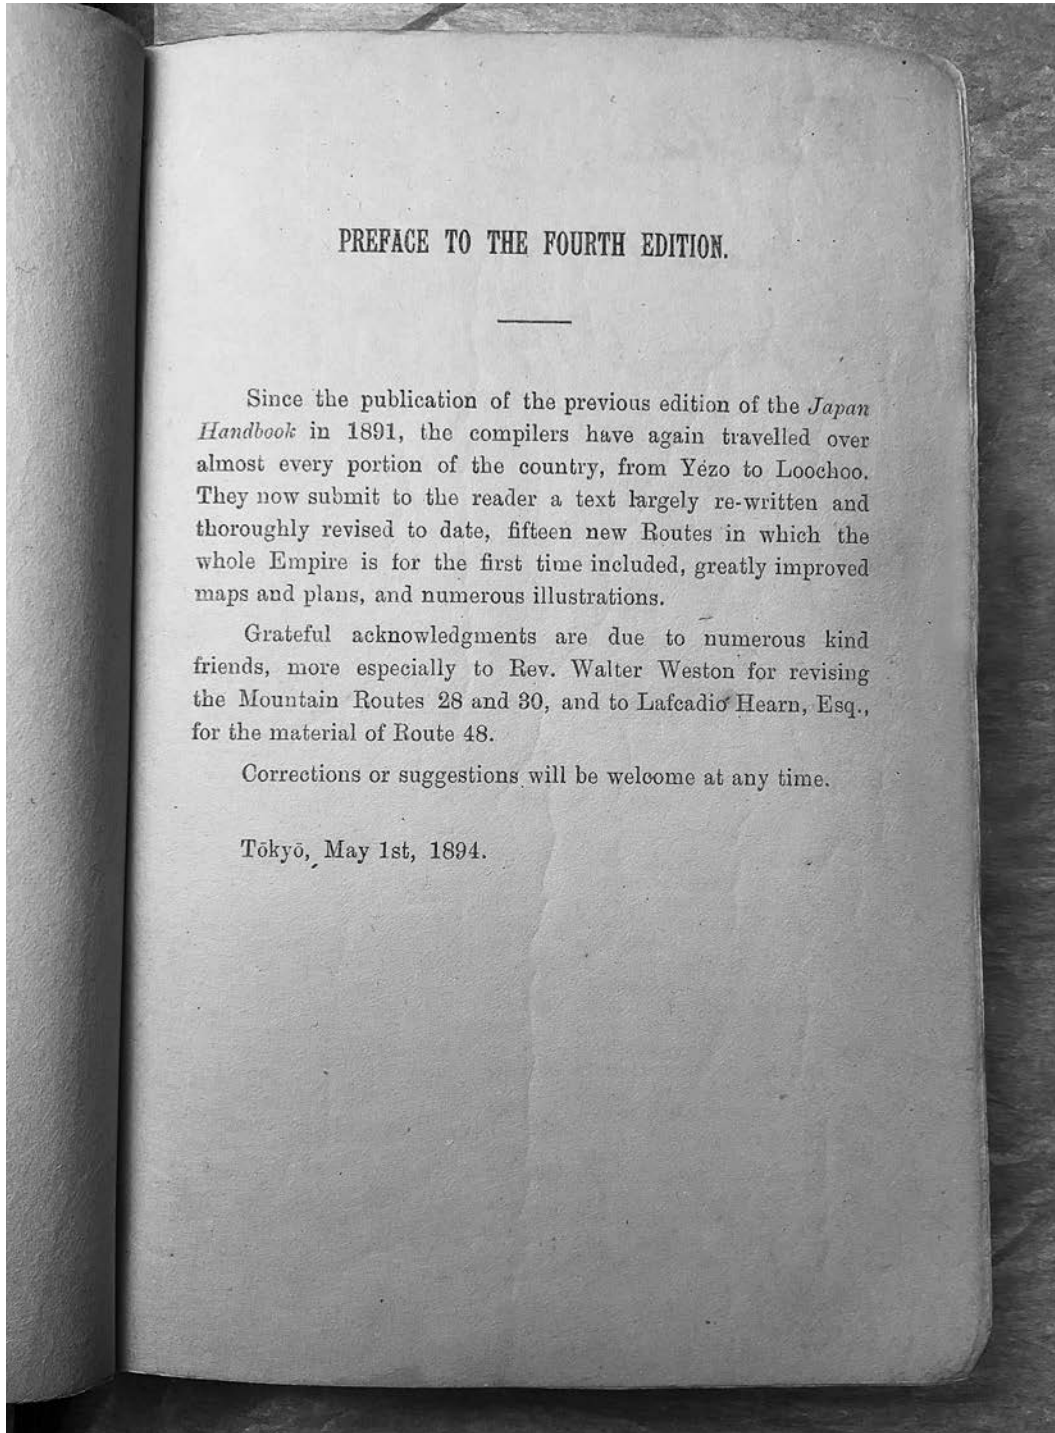 PREFACE TO THE FOURTH EDITION.
Since the publication of the previous edition of the Japan
Handbook in 1891, the compilers have again travelled over
almost every portion of the country, from Yézo to Loochoo.
They now submit to the reader a text largely re-written and
thoroughly revised to date, fifteen new Routes in which the
whole Empire is for the first time included, greatly improved
maps and plans, and numerous illustrations.
Grateful acknowledgments are due to numerous kind
friends, more especially to Rev. Walter Weston for revising
the Mountain Routes 28 and 30, and to Lafcadio Hearn, Esq.,
for the material of Route 48.
Corrections or suggestions will be welcome at any time.
Tōkyō, May 1st, 1894.